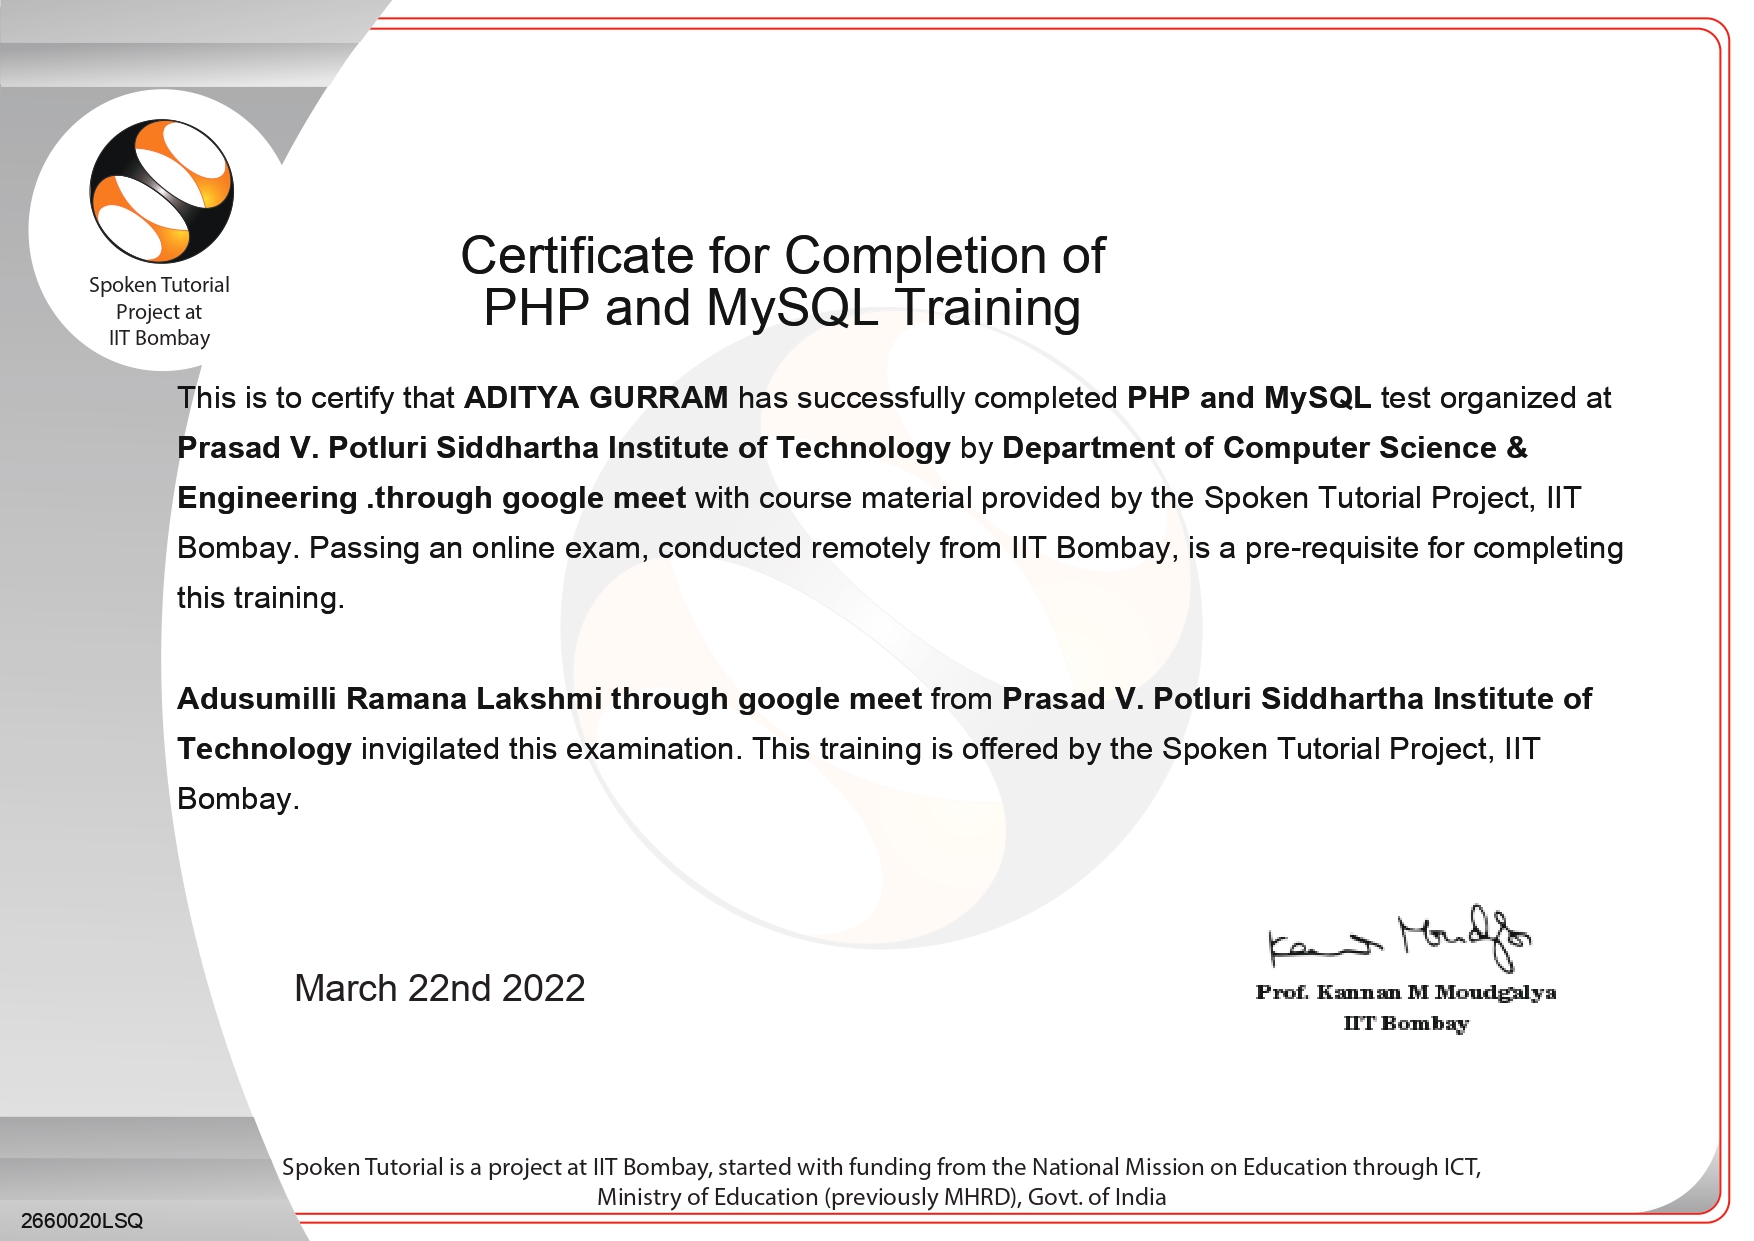 Spoken Tutorial
Project at
IIT Bombay
Certificate for Completion of
PHP and MySQL Training
This is to certify that ADITYA GURRAM has successfully completed PHP and MySQL test organized at
Prasad V. Potluri Siddhartha Institute of Technology by Department of Computer Science &
Engineering .through google meet with course material provided by the Spoken Tutorial Project, IIT
Bombay. Passing an online exam, conducted remotely from IIT Bombay, is a pre-requisite for completing
this training.
Adusumilli Ramana Lakshmi through google meet from Prasad V. Potluri Siddhartha Institute of
Technology invigilated this examination. This training is offered by the Spoken Tutorial Project, IIT
Bombay.
March 22nd 2022
Kannan Moudgalya
Prof. Kannan M Moudgalya
IIT Bombay
Spoken Tutorial is a project at IIT Bombay, started with funding from the National Mission on Education through ICT,
Ministry of Education (previously MHRD), Govt. of India
2660020LSQ